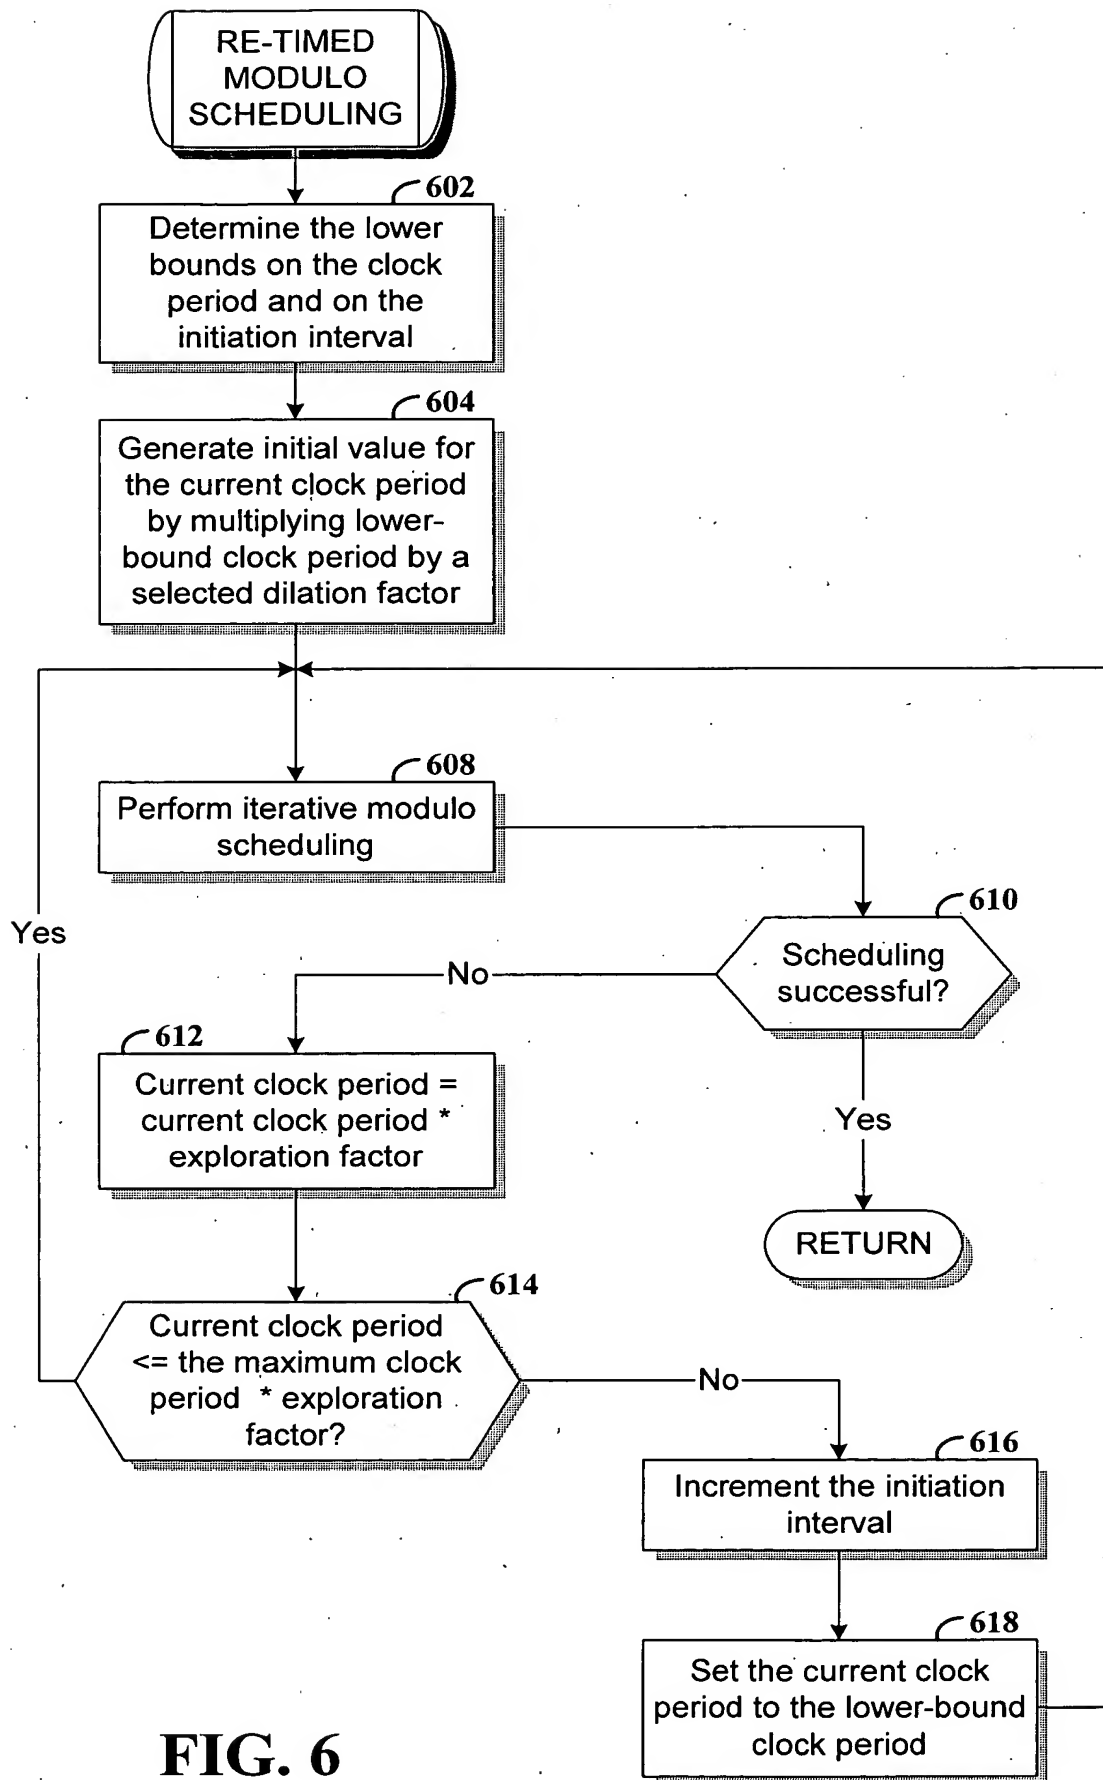 RE-TIMED
MODULO
SCHEDULING
602
Determine the lower
bounds on the clock
period and on the
initiation interval
604
Generate initial value for
the current clock period
by multiplying lower-
bound clock period by a
selected dilation factor
608
Perform iterative modulo
scheduling
610
Scheduling
successful?
Yes
No
612
Current clock period =
current clock period *
exploration factor
Yes
RETURN
614
Current clock period
<= the maximum clock
period * exploration
factor?
No
616
Increment the initiation
interval
618
Set the current clock
period to the lower-bound
clock period
FIG. 6